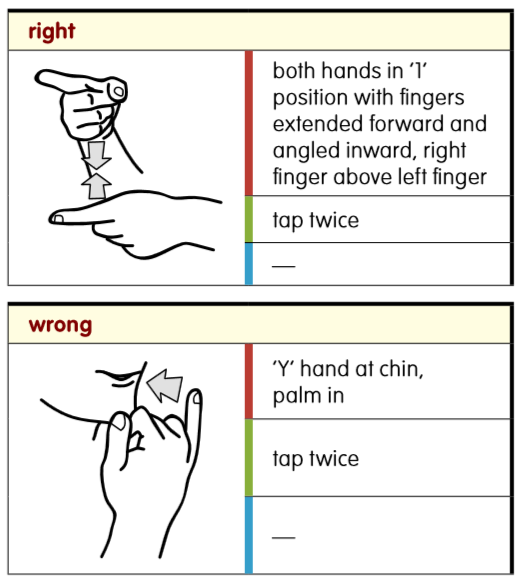 right
both hands in '1'
position with fingers
extended forward and
angled inward, right
finger above left finger
tap twice
—
wrong
'Y' hand at chin,
palm in
tap twice
—